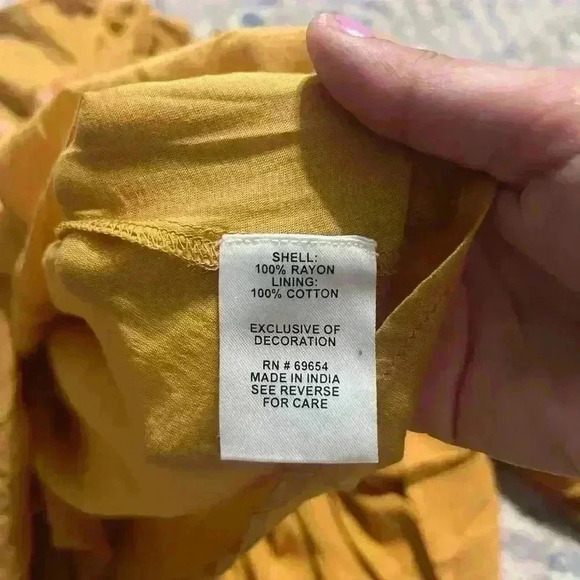 SHELL:
100% RAYON
LINING:
100% COTTON
EXCLUSIVE OF
DECORATION
RN # 69654
MADE IN INDIA
SEE REVERSE
FOR CARE